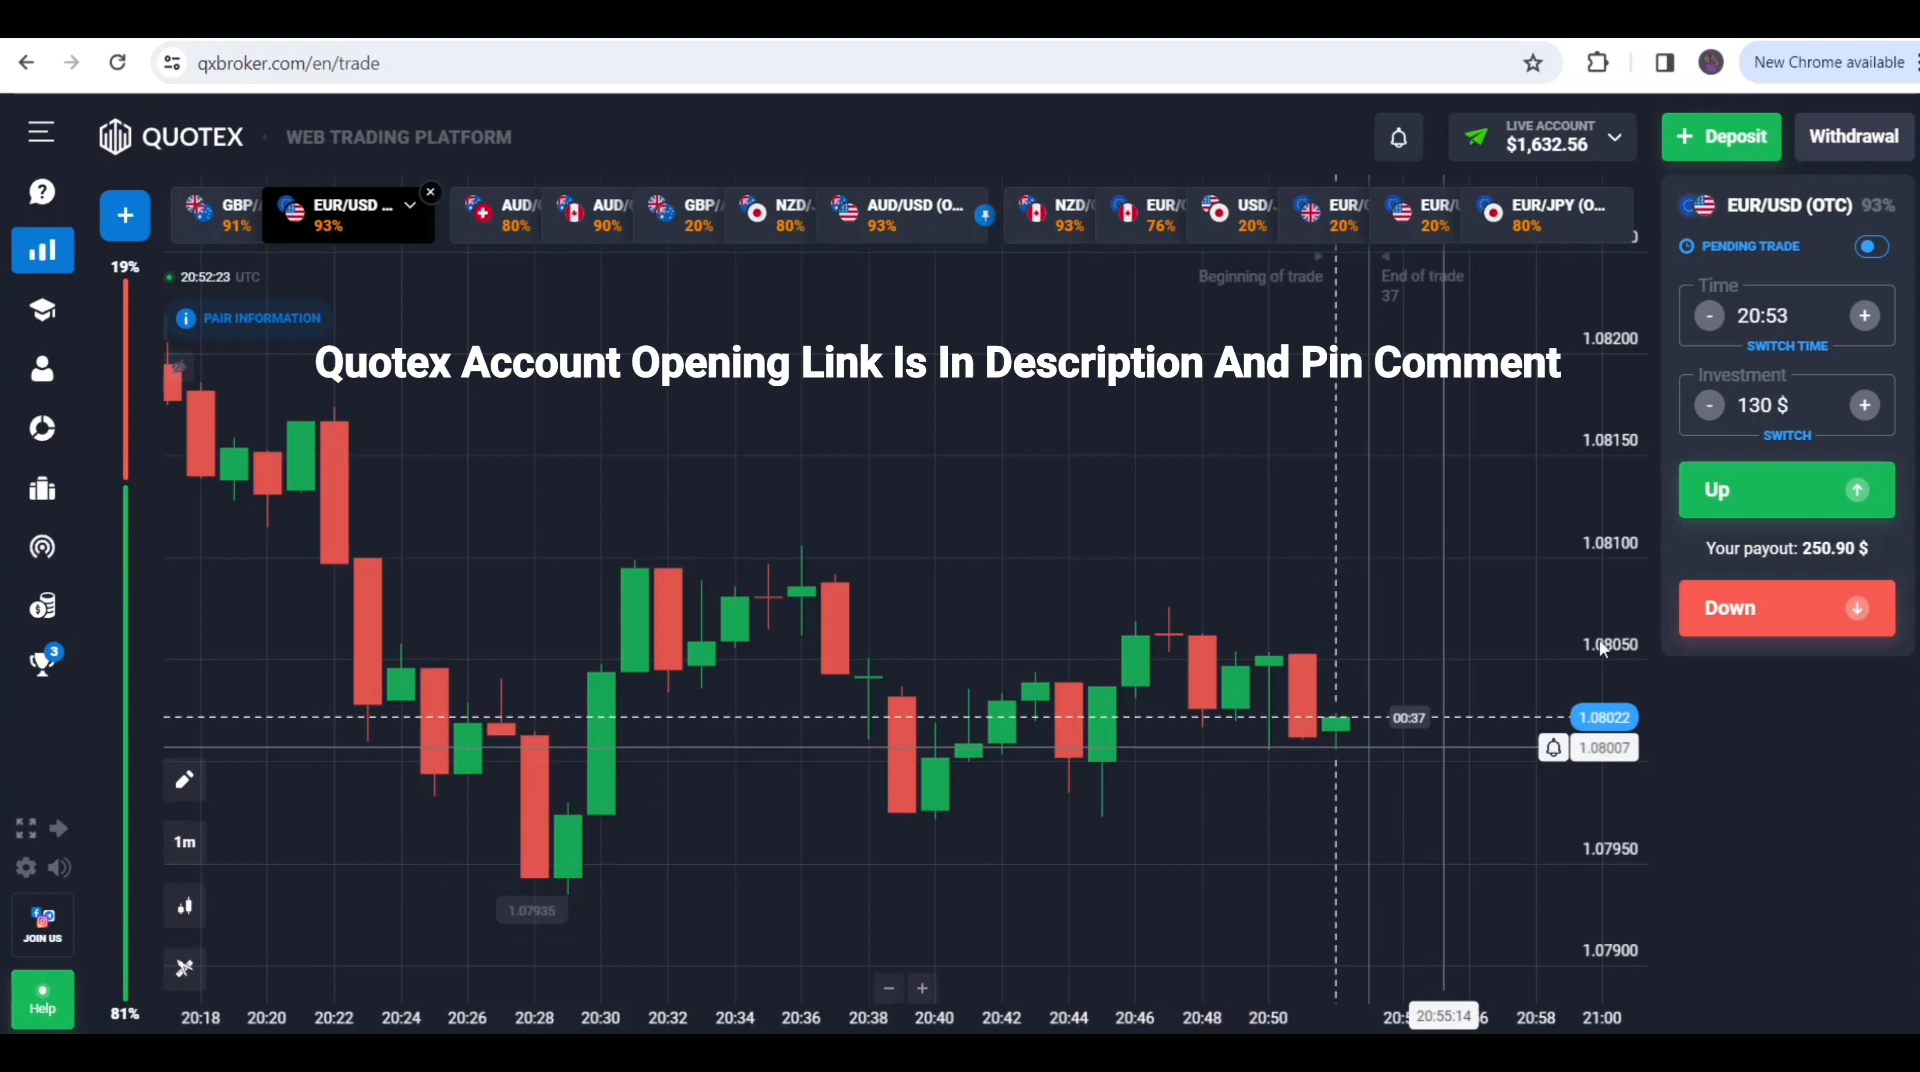 qxbroker.com/en/trade
New Chrome available
QUOTEX
WEB TRADING PLATFORM
LIVE ACCOUNT
$1,632.56
+ Deposit
Withdrawal
GBP/
91%
EUR/USD ...
93%
AUD/
80%
AUD/
90%
GBP/
20%
NZD/
80%
AUD/USD (O...
93%
NZD/
93%
EUR/
76%
USD/
20%
EUR/
20%
EUR/
20%
EUR/JPY (O...
80%
EUR/USD (OTC) 93%
PENDING TRADE
Time
- 20:53 +
SWITCH TIME
Investment
- 130 $ +
SWITCH
Up
Your payout: 250.90 $
Down
19%
20:52:23 UTC
PAIR INFORMATION
Beginning of trade
End of trade
37
Quotex Account Opening Link Is In Description And Pin Comment
1.08200
1.08150
1.08100
1.08050
00:37
1.08022
1.08007
1.07950
1.07935
1.07900
1m
3
JOIN US
Help
81%
20:18 20:20 20:22 20:24 20:26 20:28 20:30 20:32 20:34 20:36 20:38 20:40 20:42 20:44 20:46 20:48 20:50 20:55:14 20:58 21:00